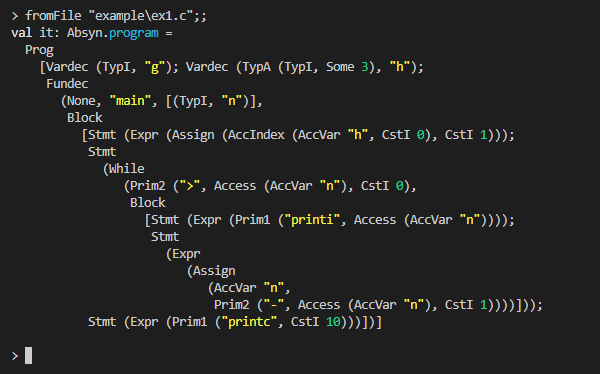 > fromFile "example\ex1.c";;
val it: Absyn.program =
  Prog
    [Vardec (TypI, "g"); Vardec (TypA (TypI, Some 3), "h");
     Fundec
       (None, "main", [(TypI, "n")],
        Block
          [Stmt (Expr (Assign (AccIndex (AccVar "h", CstI 0), CstI 1)));
           Stmt
             (While
                (Prim2 (">", Access (AccVar "n"), CstI 0),
                 Block
                   [Stmt (Expr (Prim1 ("printi", Access (AccVar "n"))));
                    Stmt
                      (Expr
                         (Assign
                            (AccVar "n",
                             Prim2 ("-", Access (AccVar "n"), CstI 1))))]));
           Stmt (Expr (Prim1 ("printc", CstI 10)))])]
>